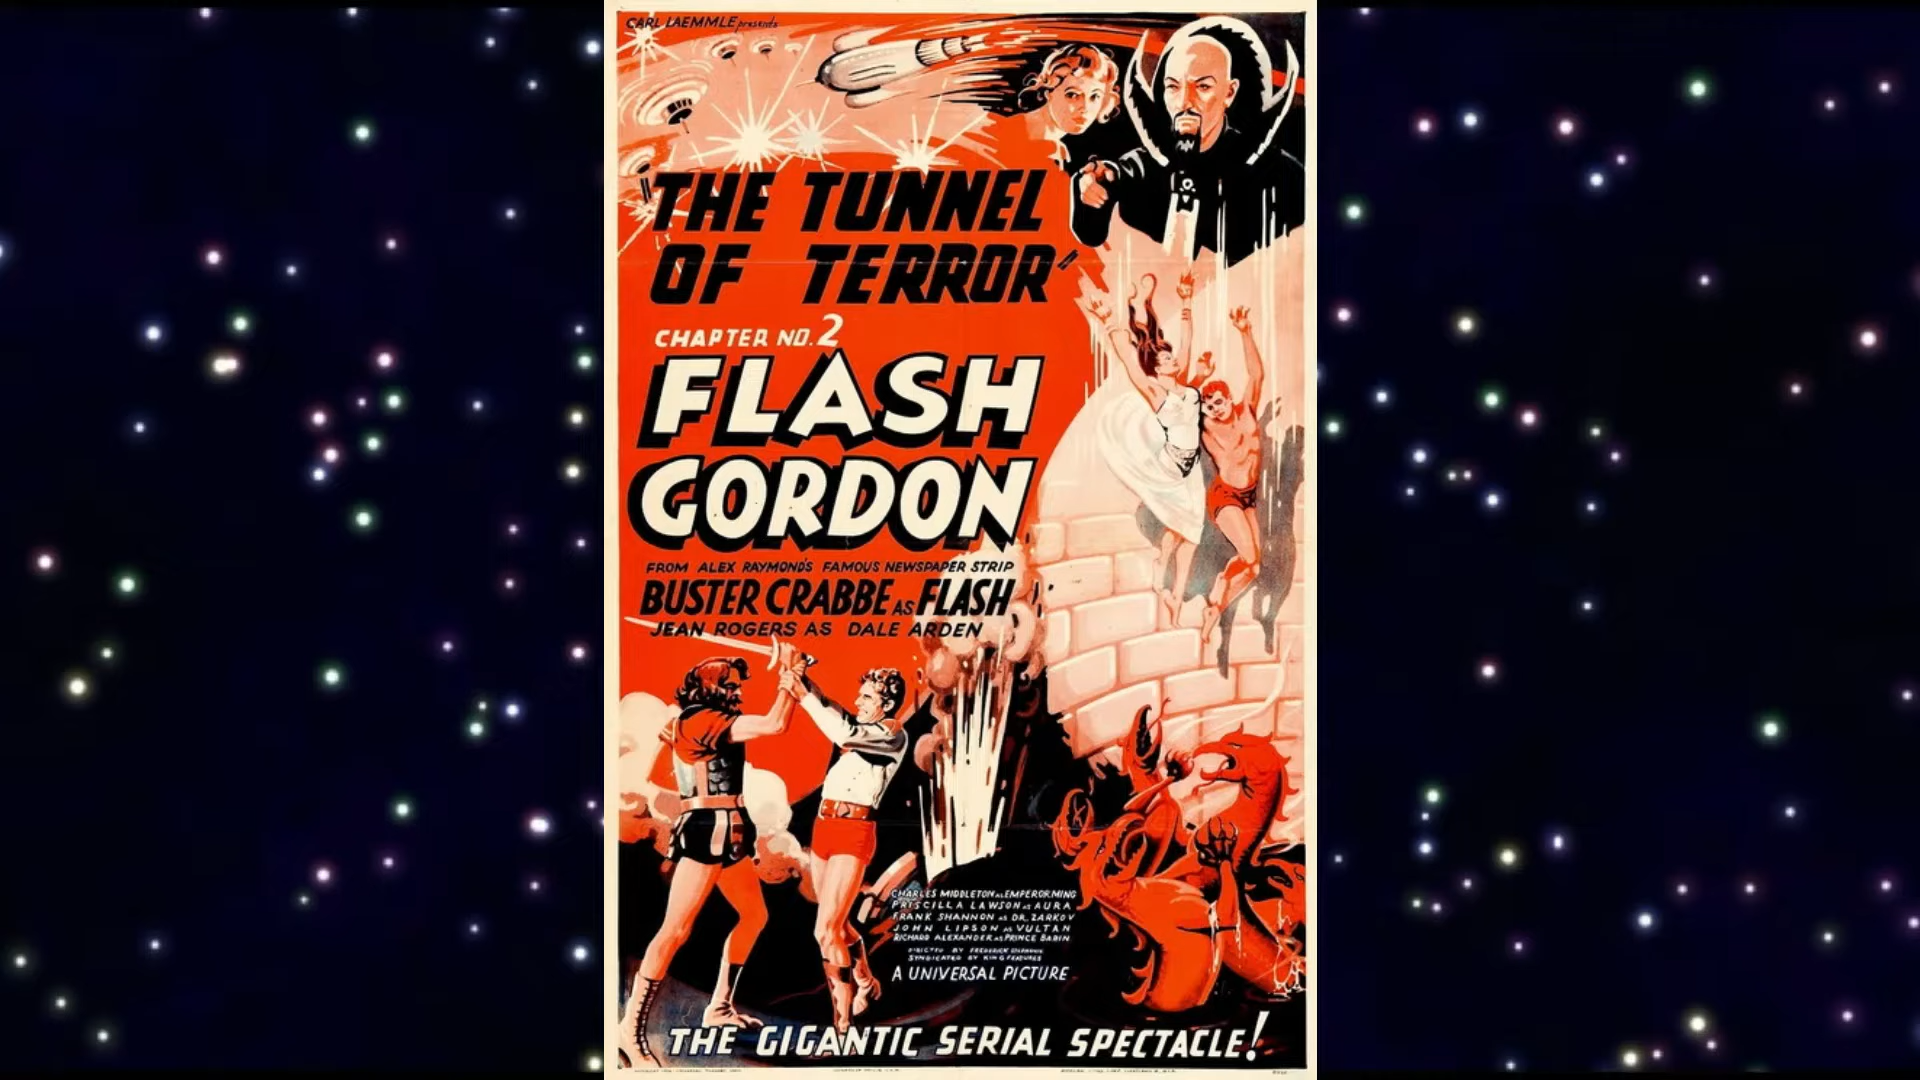 CARL LAEMMLE presents
"THE TUNNEL
OF TERROR"
CHAPTER NO. 2
FLASH
GORDON
FROM ALEX RAYMOND'S FAMOUS NEWSPAPER STRIP
BUSTER CRABBE AS FLASH
JEAN ROGERS AS DALE ARDEN
CHARLES MIDDLETON as EMPEROR MING
PRISCILLA LAWSON as AURA
FRANK SHANNON as DR. ZARKOV
JOHN LIPSON as VULTAN
RICHARD ALEXANDER as PRINCE BARIN
DIRECTED BY FREDERICK
SYNDICATED BY KING FEATURES
A UNIVERSAL PICTURE
THE GIGANTIC SERIAL SPECTACLE!